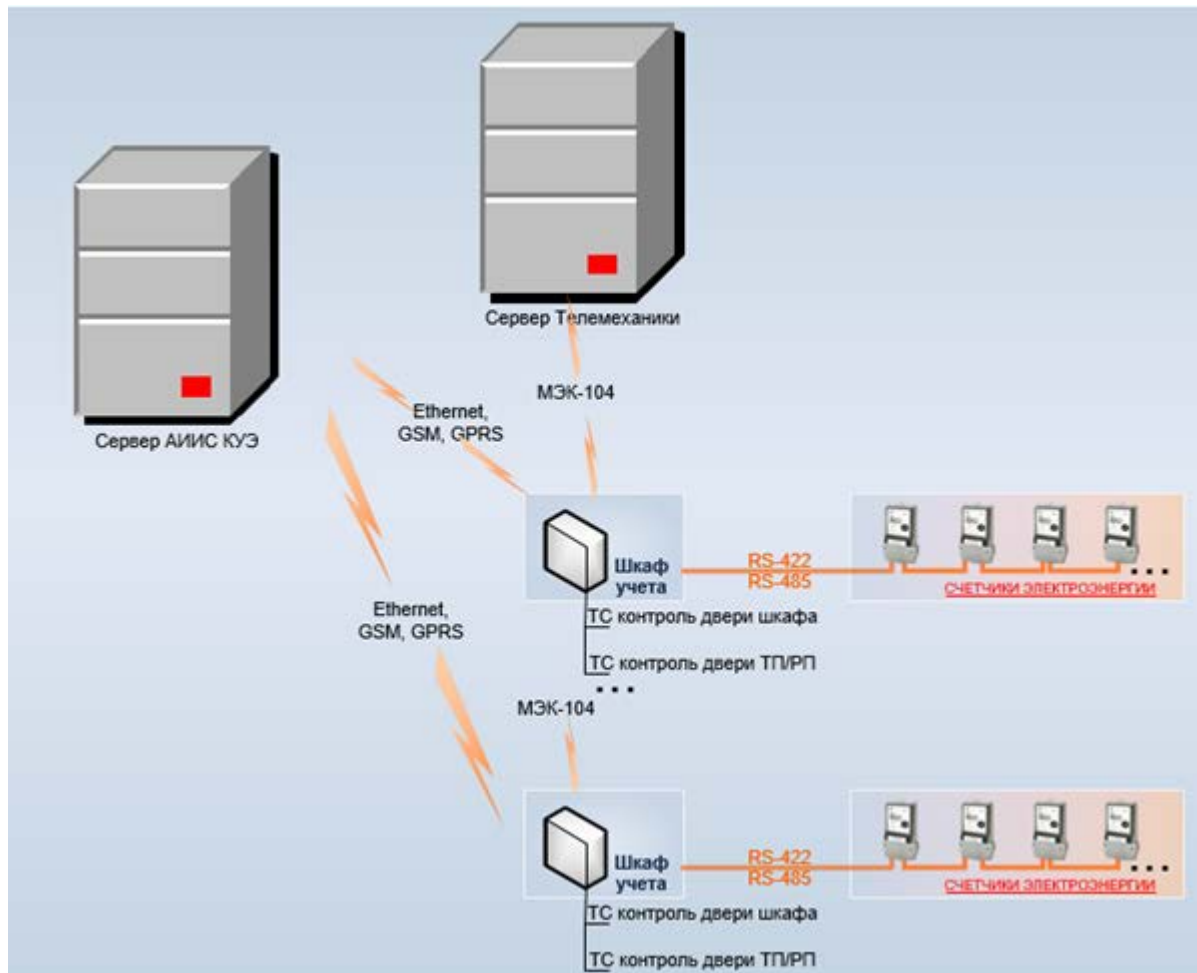 Сервер Телемеханики
МЭК-104
Сервер АИИС КУЭ
Ethernet,
GSM, GPRS
Шкаф
учета
RS-422
RS-485
СЧЕТЧИКИ ЭЛЕКТРОЭНЕРГИИ
ТС контроль двери шкафа
ТС контроль двери ТП/РП
Ethernet,
GSM, GPRS
МЭК-104
Шкаф
учета
RS-422
RS-485
СЧЕТЧИКИ ЭЛЕКТРОЭНЕРГИИ
ТС контроль двери шкафа
ТС контроль двери ТП/РП